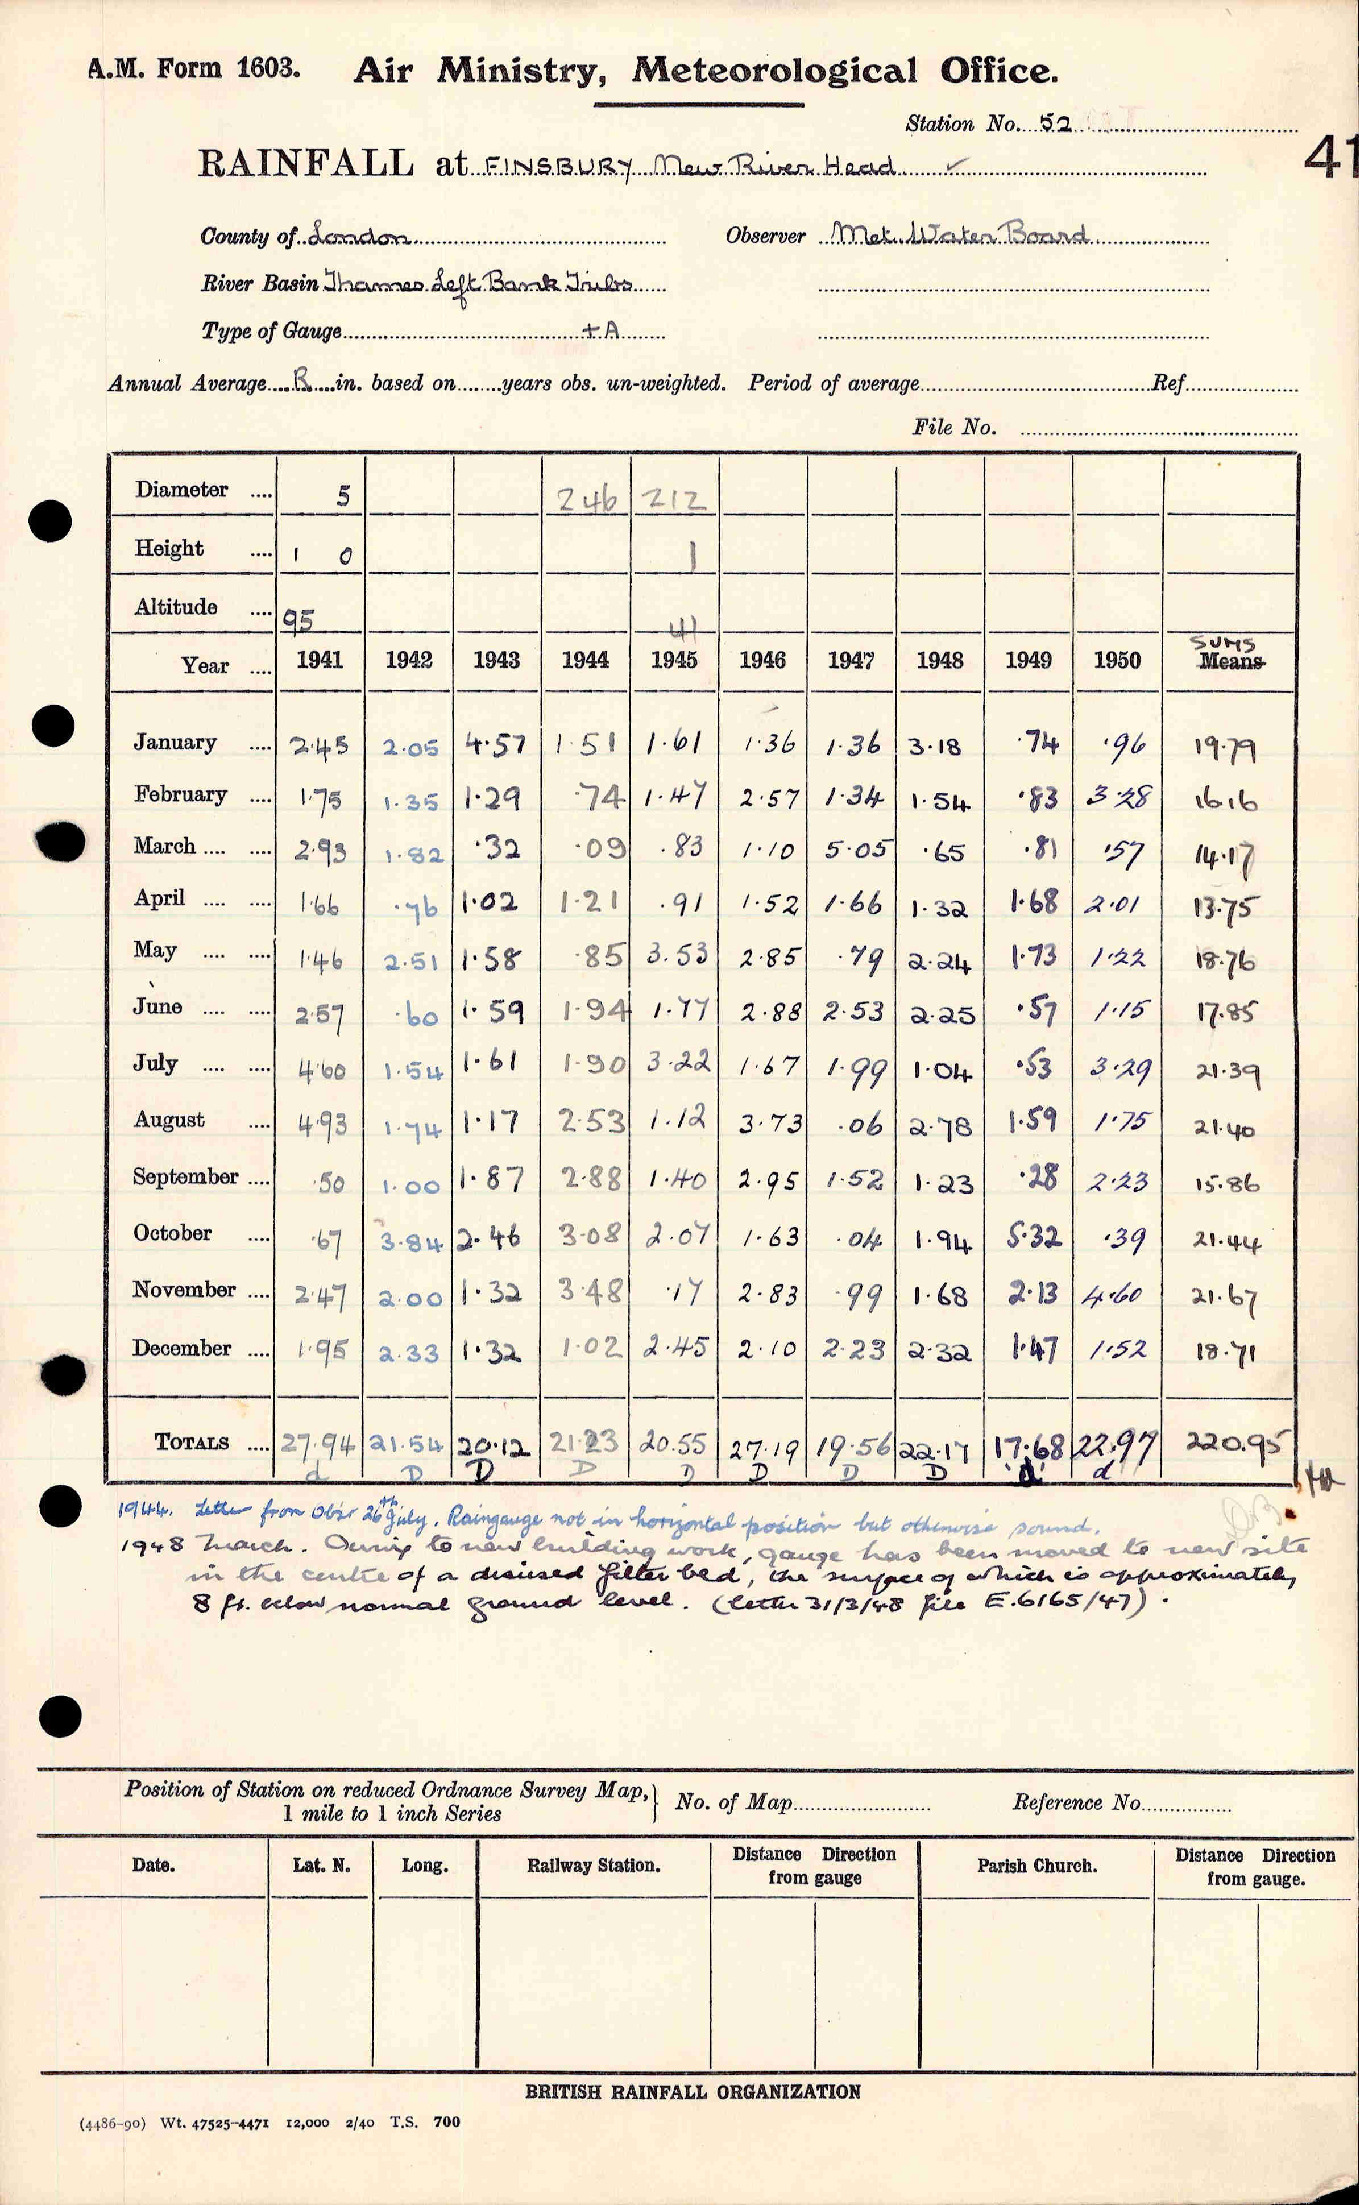 A.M. Form 1603. Air Ministry, Meteorological Office.
Station No. 52
41
RAINFALL at FINSBURY New River Head ✓
County of London Observer Met. Water Board
River Basin Thames Left Bank Tribs
Type of Gauge +A
Annual Average R in. based on years obs. un-weighted. Period of average Ref
File No.
Diameter .... 5 246 212
Height .... 1 0 1
Altitude .... 95 41
Year .... 1941 1942 1943 1944 1945 1946 1947 1948 1949 1950 SUMS Means
January .... 2.45 2.05 4.57 1.51 1.61 1.36 1.36 3.18 .74 .96 19.79
February .... 1.75 1.35 1.29 .74 1.47 2.57 1.34 1.54 .83 3.28 16.16
March .... .... 2.93 1.82 .32 .09 .83 1.10 5.05 .65 .81 .57 14.17
April .... .... 1.66 .76 1.02 1.21 .91 1.52 1.66 1.32 1.68 2.01 13.75
May .... .... 1.46 2.51 1.58 .85 3.53 2.85 .79 2.24 1.73 1.22 18.76
June .... .... 2.57 .60 1.59 1.94 1.77 2.88 2.53 2.25 .57 1.15 17.85
July .... .... 4.60 1.54 1.61 1.90 3.22 1.67 1.99 1.04 .53 3.29 21.39
August .... 4.93 1.74 1.17 2.53 1.12 3.73 .06 2.78 1.59 1.75 21.40
September .... .50 1.00 1.87 2.88 1.40 2.95 1.52 1.23 .28 2.23 15.86
October .... .67 3.84 2.46 3.08 2.07 1.63 .04 1.94 5.32 .39 21.44
November .... 2.47 2.00 1.32 3.48 .17 2.83 .99 1.68 2.13 4.60 21.67
December .... 1.95 2.33 1.32 1.02 2.45 2.10 2.23 2.32 1.47 1.52 18.71
TOTALS .... 27.94 21.54 20.12 21.23 20.55 27.19 19.56 22.17 17.68 22.97 220.95
d D D D D D D D d d
1944. Letter from Obsr 26th July. Raingauge not in horizontal position but otherwise sound.
1948 March. Owing to new building work, gauge has been moved to new site
in the centre of a disused filter bed, the surface of which is approximately
8 ft. below normal ground level. (letter 31/3/48 file E.6165/47).
Position of Station on reduced Ordnance Survey Map, 1 mile to 1 inch Series } No. of Map Reference No.
Date. Lat. N. Long. Railway Station. Distance Direction from gauge Parish Church. Distance Direction from gauge.
BRITISH RAINFALL ORGANIZATION
(4486-90) Wt. 47525-4471 12,000 2/40 T.S. 700